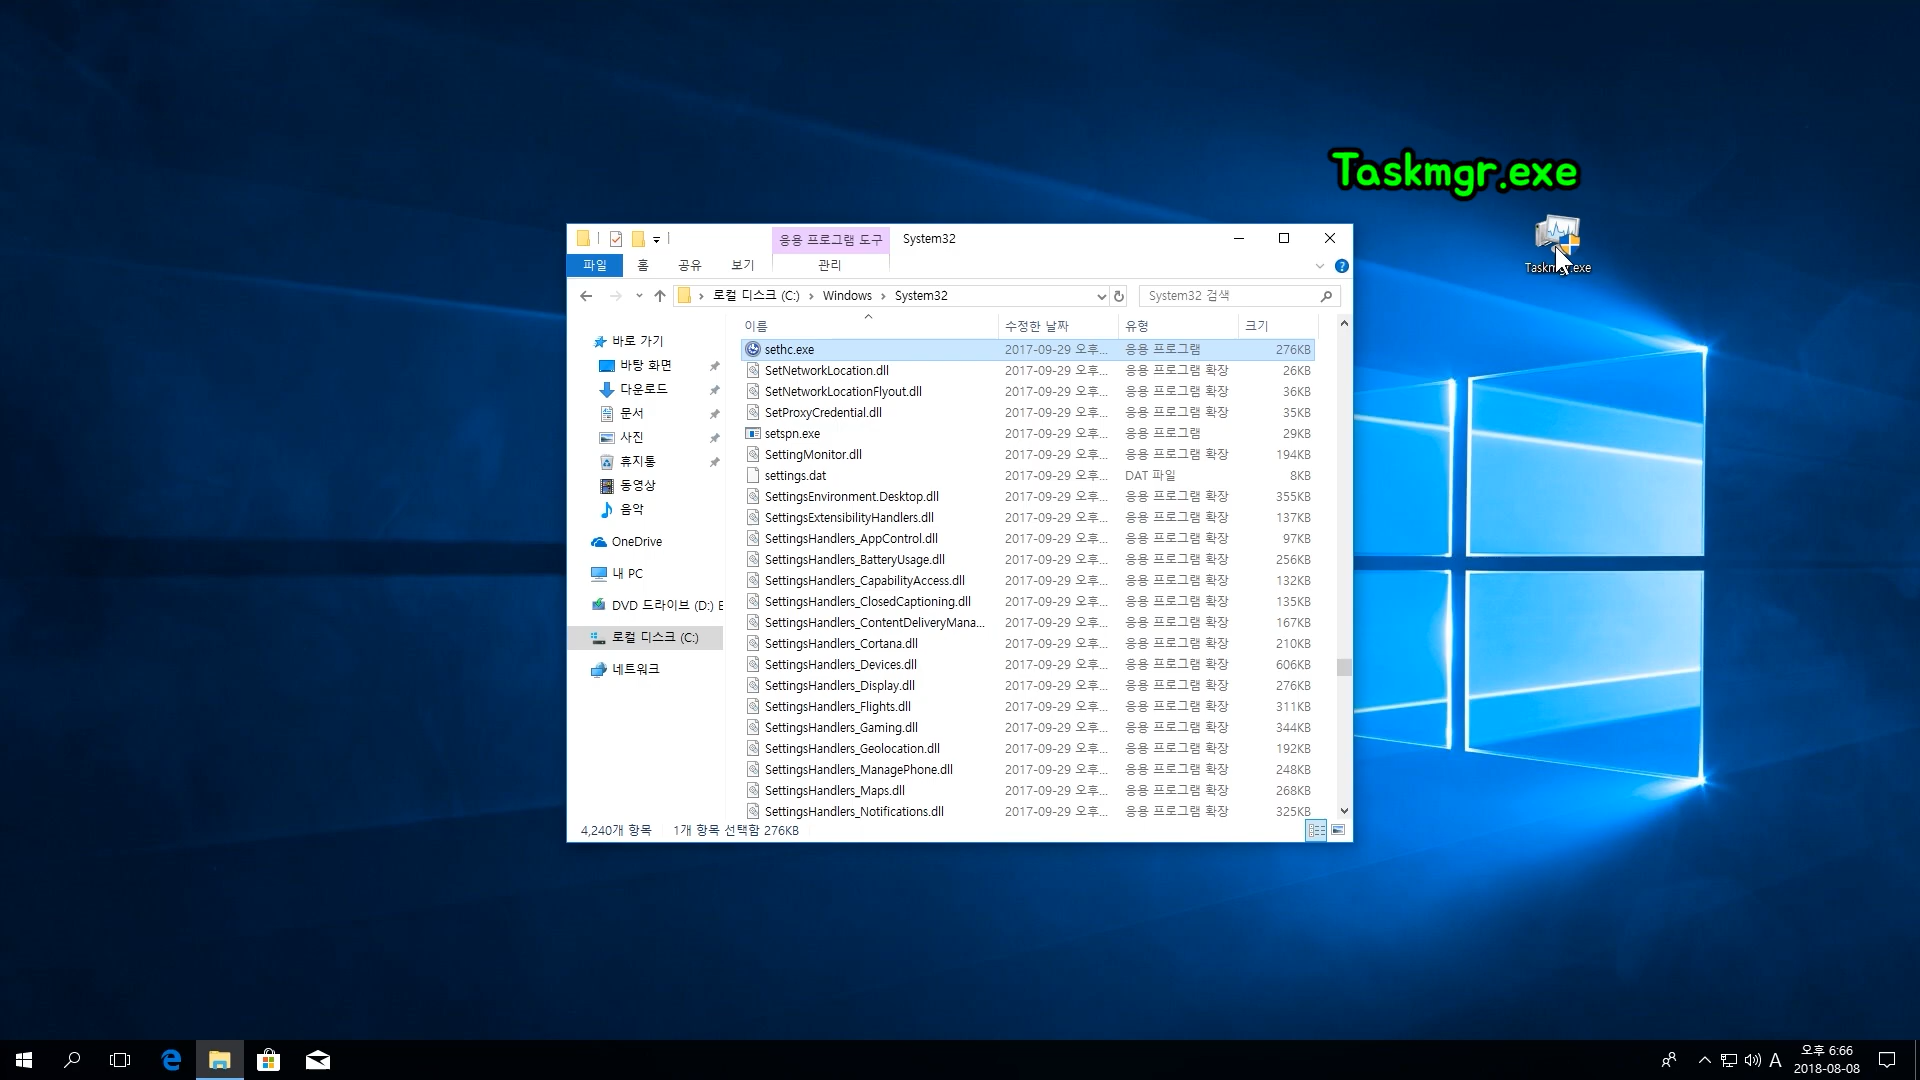 Taskmgr.exe
Taskmgr.exe
응용 프로그램 도구 System32
파일 홈 공유 보기 관리
로컬 디스크 (C:) Windows System32 System32 검색
이름 수정한 날짜 유형 크기
바로 가기
바탕 화면
다운로드
문서
사진
휴지통
동영상
음악
OneDrive
내 PC
DVD 드라이브 (D:) E
로컬 디스크 (C:)
네트워크
sethc.exe 2017-09-29 오후... 응용 프로그램 276KB
SetNetworkLocation.dll 2017-09-29 오후... 응용 프로그램 확장 26KB
SetNetworkLocationFlyout.dll 2017-09-29 오후... 응용 프로그램 확장 36KB
SetProxyCredential.dll 2017-09-29 오후... 응용 프로그램 확장 35KB
setspn.exe 2017-09-29 오후... 응용 프로그램 29KB
SettingMonitor.dll 2017-09-29 오후... 응용 프로그램 확장 194KB
settings.dat 2017-09-29 오후... DAT 파일 8KB
SettingsEnvironment.Desktop.dll 2017-09-29 오후... 응용 프로그램 확장 355KB
SettingsExtensibilityHandlers.dll 2017-09-29 오후... 응용 프로그램 확장 137KB
SettingsHandlers_AppControl.dll 2017-09-29 오후... 응용 프로그램 확장 97KB
SettingsHandlers_BatteryUsage.dll 2017-09-29 오후... 응용 프로그램 확장 256KB
SettingsHandlers_CapabilityAccess.dll 2017-09-29 오후... 응용 프로그램 확장 132KB
SettingsHandlers_ClosedCaptioning.dll 2017-09-29 오후... 응용 프로그램 확장 135KB
SettingsHandlers_ContentDeliveryMana... 2017-09-29 오후... 응용 프로그램 확장 167KB
SettingsHandlers_Cortana.dll 2017-09-29 오후... 응용 프로그램 확장 210KB
SettingsHandlers_Devices.dll 2017-09-29 오후... 응용 프로그램 확장 606KB
SettingsHandlers_Display.dll 2017-09-29 오후... 응용 프로그램 확장 276KB
SettingsHandlers_Flights.dll 2017-09-29 오후... 응용 프로그램 확장 311KB
SettingsHandlers_Gaming.dll 2017-09-29 오후... 응용 프로그램 확장 344KB
SettingsHandlers_Geolocation.dll 2017-09-29 오후... 응용 프로그램 확장 192KB
SettingsHandlers_ManagePhone.dll 2017-09-29 오후... 응용 프로그램 확장 248KB
SettingsHandlers_Maps.dll 2017-09-29 오후... 응용 프로그램 확장 268KB
SettingsHandlers_Notifications.dll 2017-09-29 오후... 응용 프로그램 확장 325KB
4,240개 항목 1개 항목 선택함 276KB
A
오후 6:66
2018-08-08